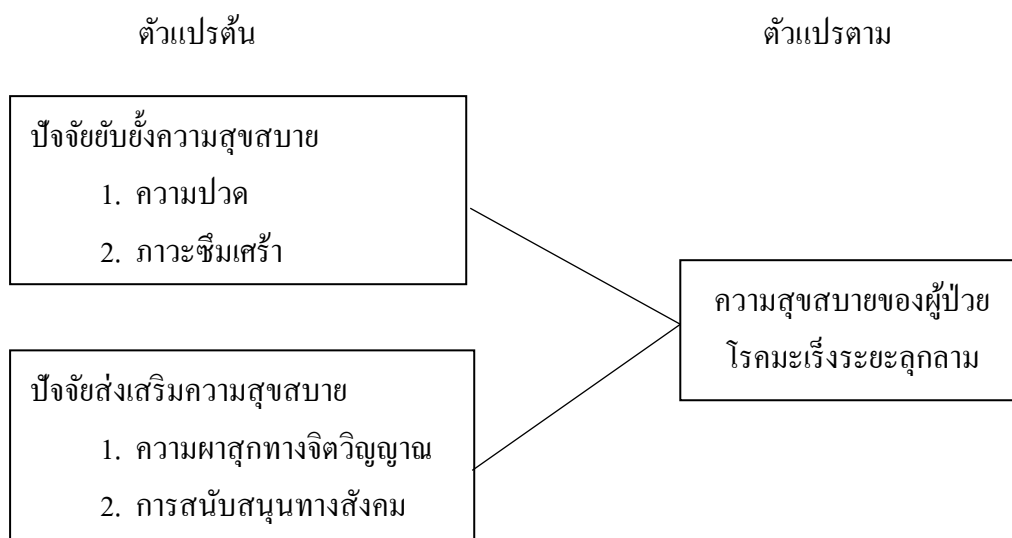 ตัวแปรต้น
ตัวแปรตาม
ปัจจัยยับยั้งความสุขสบาย
1. ความปวด
2. ภาวะซึมเศร้า
ความสุขสบายของผู้ป่วย
โรคมะเร็งระยะลุกลาม
ปัจจัยส่งเสริมความสุขสบาย
1. ความผาสุกทางจิตวิญญาณ
2. การสนับสนุนทางสังคม